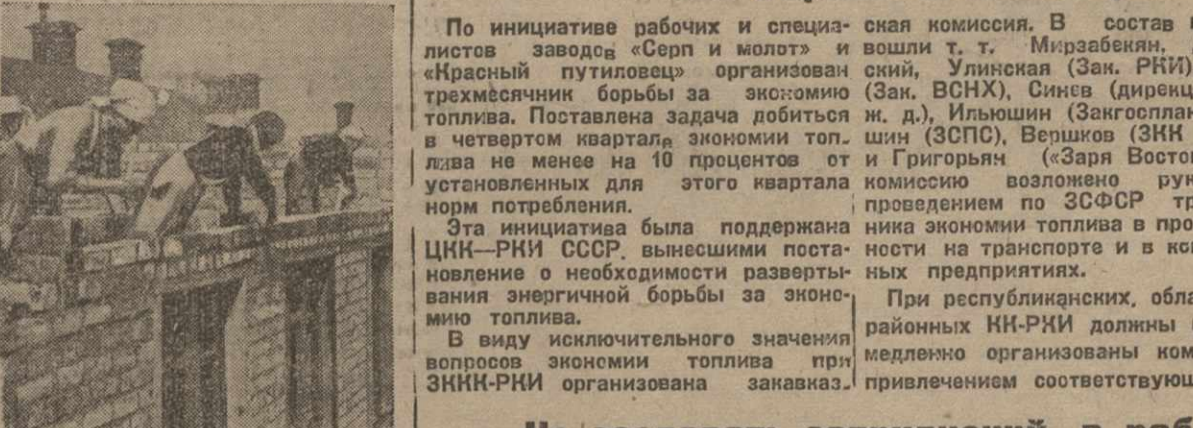 По инициативе рабочих и специа-
листов заводов «Серп и молот» и
«Красный путиловец» организован
трехмесячник борьбы за экономию
топлива. Поставлена задача добиться
в четвертом квартале экономии топ-
лива не менее на 10 процентов от
установленных для этого квартала
норм потребления.
Эта инициатива была поддержана
ЦКК—РКИ СССР, вынесшими поста-
новление о необходимости разверты-
вания энергичной борьбы за эконо-
мию топлива.
В виду исключительного значения
вопросов экономии топлива при
ЗККК-РКИ организована закавказ-
ская комиссия. В состав
вошли т. т. Мирзабекян,
ский, Улинская (Зак. РКИ)
(Зак. ВСНХ), Синев (дирекц
ж. д.), Ильюшин (Закгосплан
шин (ЗСПС), Вершков (ЗКК
и Григорьян («Заря Восто
комиссию возложено рук
проведением по ЗСФСР тр
ника экономии топлива в про
ности на транспорте и в ко
ных предприятиях.
При республиканских, обла
районных КК-РКИ должны
медленно организованы ком
привлечением соответствующ